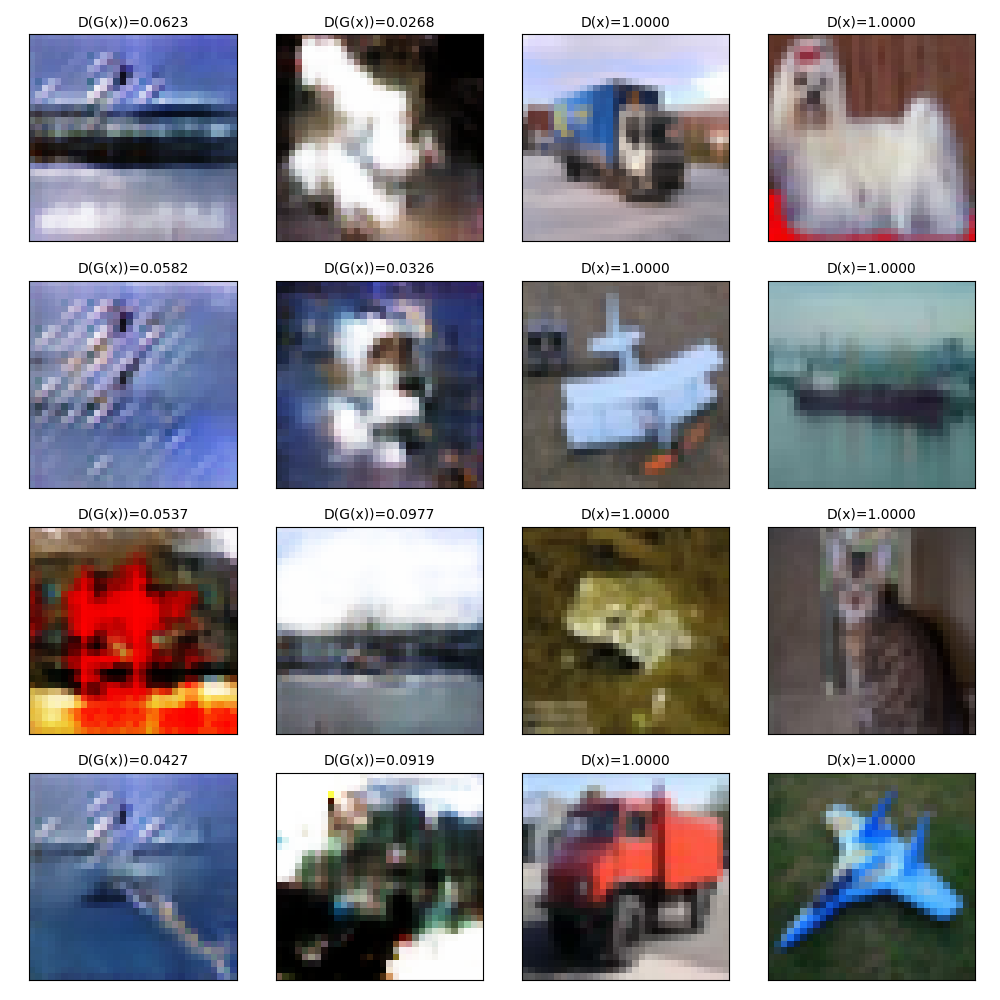 D(G(x))=0.0623
D(G(x))=0.0268
D(x)=1.0000
D(x)=1.0000
D(G(x))=0.0582
D(G(x))=0.0326
D(x)=1.0000
D(x)=1.0000
D(G(x))=0.0537
D(G(x))=0.0977
D(x)=1.0000
D(x)=1.0000
D(G(x))=0.0427
D(G(x))=0.0919
D(x)=1.0000
D(x)=1.0000